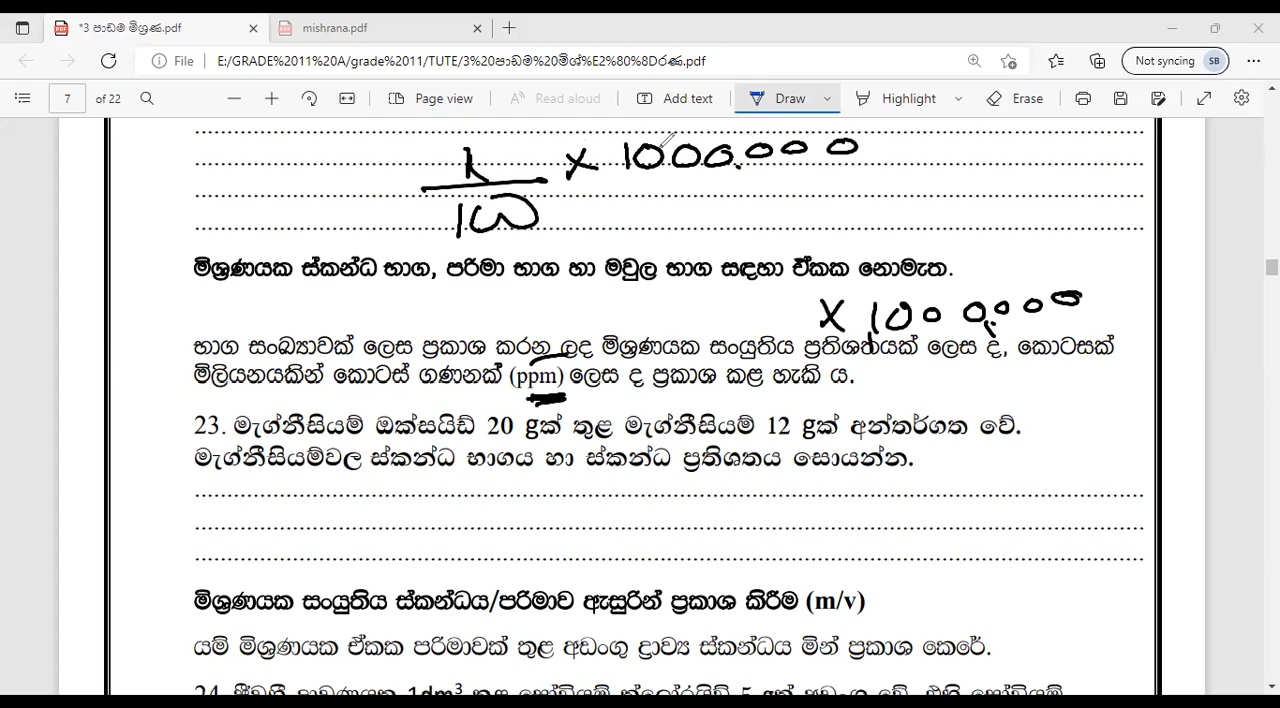 *3 පාඩම මිශ්‍රණ.pdf
mishrana.pdf
File
E:/GRADE%2011%20A/grade%2011/TUTE/3%20පාඩම%20මිශ්%E2%80%8Dරණ.pdf
Not syncing
SB
7 of 22
Page view
Read aloud
Add text
Draw
Highlight
Erase
× 1000.000
100
මිශ්‍රණයක ස්කන්ධ භාග, පරිමා භාග හා මවුල භාග සඳහා ඒකක නොමැත.
× 1000.000
භාග සංඛ්‍යාවක් ලෙස ප්‍රකාශ කරන ලද මිශ්‍රණයක සංයුතිය ප්‍රතිශතයක් ලෙස ද, කොටසක්
මිලියනයකින් කොටස් ගණනක් (ppm) ලෙස ද ප්‍රකාශ කළ හැකි ය.
23. මැග්නීසියම් ඔක්සයිඩ් 20 gක් තුළ මැග්නීසියම් 12 gක් අන්තර්ගත වේ.
මැග්නීසියම්වල ස්කන්ධ භාගය හා ස්කන්ධ ප්‍රතිශතය සොයන්න.
මිශ්‍රණයක සංයුතිය ස්කන්ධය/පරිමාව ඇසුරින් ප්‍රකාශ කිරීම (m/v)
යම් මිශ්‍රණයක ඒකක පරිමාවක් තුළ අඩංගු ද්‍රාව්‍ය ස්කන්ධය මින් ප්‍රකාශ කෙරේ.